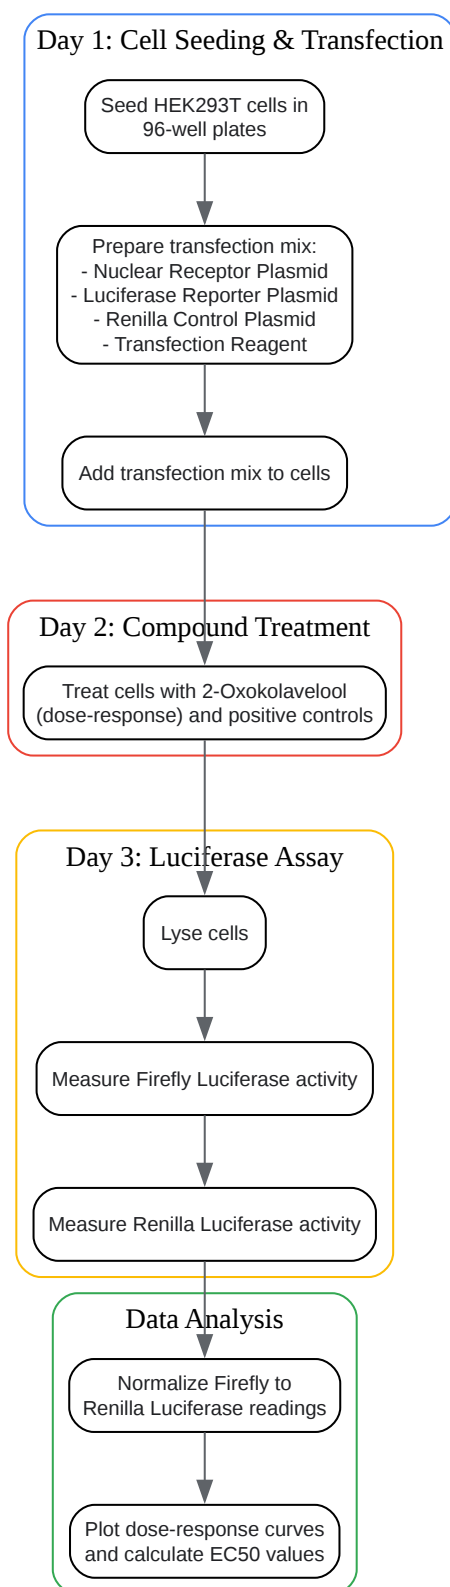 Day 1: Cell Seeding & Transfection
Seed HEK293T cells in
96-well plates
Prepare transfection mix:
- Nuclear Receptor Plasmid
- Luciferase Reporter Plasmid
- Renilla Control Plasmid
- Transfection Reagent
Add transfection mix to cells
Day 2: Compound Treatment
Treat cells with 2-Oxokolavelool
(dose-response) and positive controls
Day 3: Luciferase Assay
Lyse cells
Measure Firefly Luciferase activity
Measure Renilla Luciferase activity
Data Analysis
Normalize Firefly to
Renilla Luciferase readings
Plot dose-response curves
and calculate EC50 values